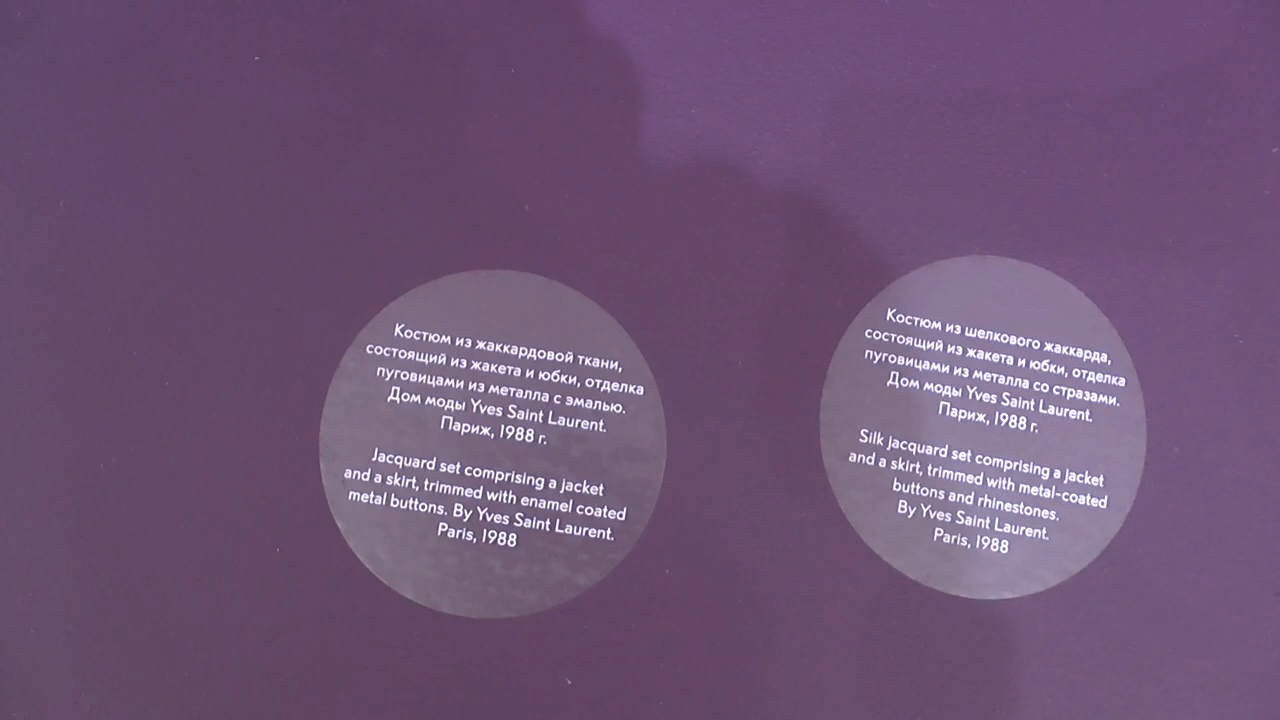 Костюм из жаккардовой ткани,
состоящий из жакета и юбки, отделка
пуговицами из металла с эмалью.
Дом моды Yves Saint Laurent.
Париж, 1988 г.
Jacquard set comprising a jacket
and a skirt, trimmed with enamel coated
metal buttons. By Yves Saint Laurent.
Paris, 1988
Костюм из шелкового жаккарда,
состоящий из жакета и юбки, отделка
пуговицами из металла со стразами.
Дом моды Yves Saint Laurent.
Париж, 1988 г.
Silk jacquard set comprising a jacket
and a skirt, trimmed with metal-coated
buttons and rhinestones.
By Yves Saint Laurent.
Paris, 1988